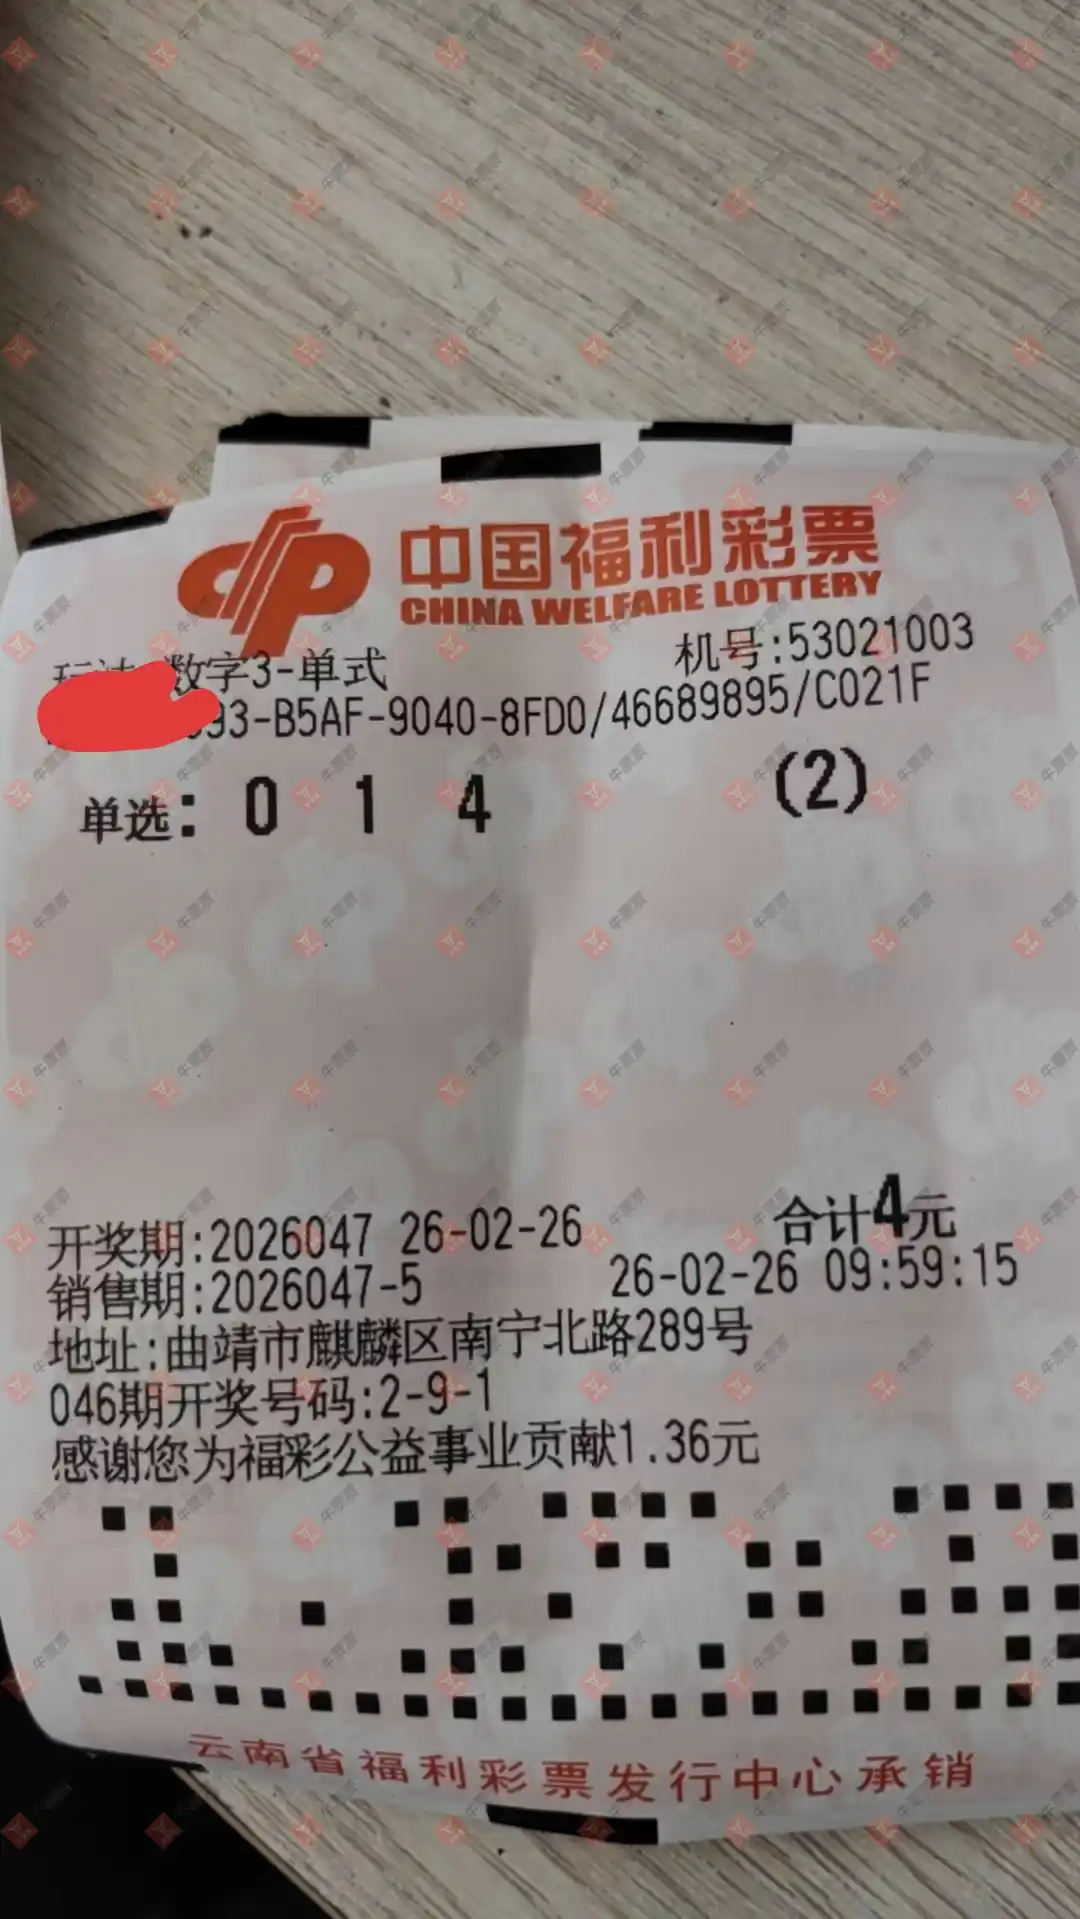 中国福利彩票
CHINA WELFARE LOTTERY
机号:53021003
数字3-单式
93-B5AF-9040-8FD0/46689895/C021F
单选: 0 1 4 (2)
合计4元
开奖期:2026047 26-02-26
销售期:2026047-5 26-02-26 09:59:15
地址:曲靖市麒麟区南宁北路289号
046期开奖号码:2-9-1
感谢您为福彩公益事业贡献1.36元
云南省福利彩票发行中心承销